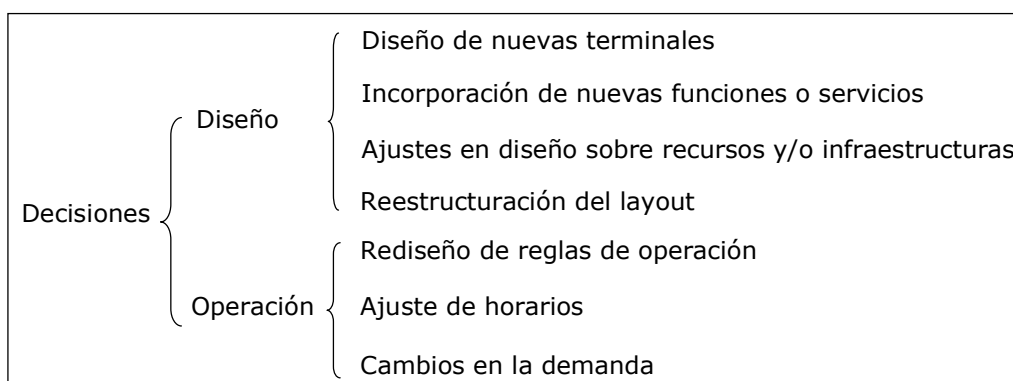 Decisiones
Diseño
Diseño de nuevas terminales
Incorporación de nuevas funciones o servicios
Ajustes en diseño sobre recursos y/o infraestructuras
Reestructuración del layout
Operación
Rediseño de reglas de operación
Ajuste de horarios
Cambios en la demanda